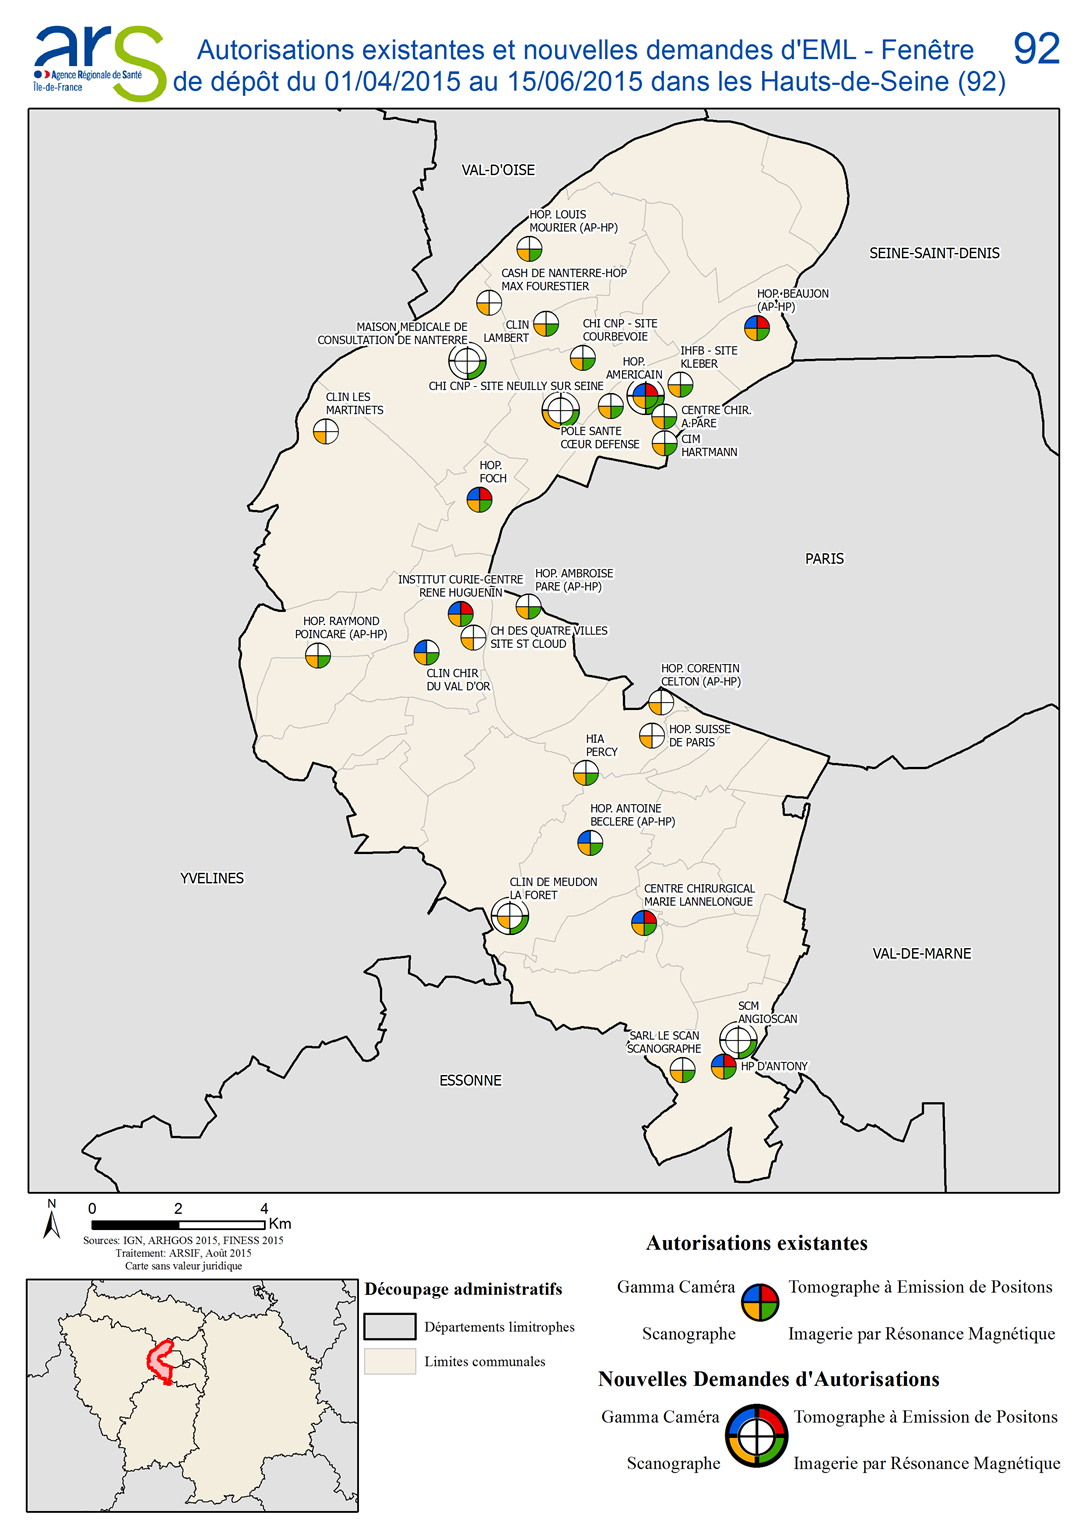 ars
Agence Régionale de Santé
Île-de-France
Autorisations existantes et nouvelles demandes d'EML - Fenêtre
de dépôt du 01/04/2015 au 15/06/2015 dans les Hauts-de-Seine (92)
92
VAL-D'OISE
HOP. LOUIS
MOURIER (AP-HP)
SEINE-SAINT-DENIS
CASH DE NANTERRE-HOP
MAX FOURESTIER
HOP. BEAUJON
(AP-HP)
MAISON MEDICALE DE
CONSULTATION DE NANTERRE
CLIN
LAMBERT
CHI CNP - SITE
COURBEVOIE
IHFB - SITE
KLEBER
HOP.
AMERICAIN
CHI CNP - SITE NEUILLY SUR SEINE
CLIN LES
MARTINETS
CENTRE CHIR.
A.PARE
POLE SANTE
CŒUR DEFENSE
CIM
HARTMANN
HOP.
FOCH
PARIS
HOP. AMBROISE
PARE (AP-HP)
INSTITUT CURIE-CENTRE
RENE HUGUENIN
HOP. RAYMOND
POINCARE (AP-HP)
CH DES QUATRE VILLES
SITE ST CLOUD
CLIN CHIR
DU VAL D'OR
HOP. CORENTIN
CELTON (AP-HP)
HOP. SUISSE
DE PARIS
HIA
PERCY
HOP. ANTOINE
BECLERE (AP-HP)
YVELINES
CLIN DE MEUDON
LA FORET
CENTRE CHIRURGICAL
MARIE LANNELONGUE
VAL-DE-MARNE
SCM
ANGIOSCAN
SARL LE SCAN
SCANOGRAPHE
HP D'ANTONY
ESSONNE
N
0 2 4
Km
Sources: IGN, ARHGOS 2015, FINESS 2015
Traitement: ARSIF, Août 2015
Carte sans valeur juridique
Découpage administratifs
Départements limitrophes
Limites communales
Autorisations existantes
Gamma Caméra
Tomographe à Emission de Positons
Scanographe
Imagerie par Résonance Magnétique
Nouvelles Demandes d'Autorisations
Gamma Caméra
Tomographe à Emission de Positons
Scanographe
Imagerie par Résonance Magnétique